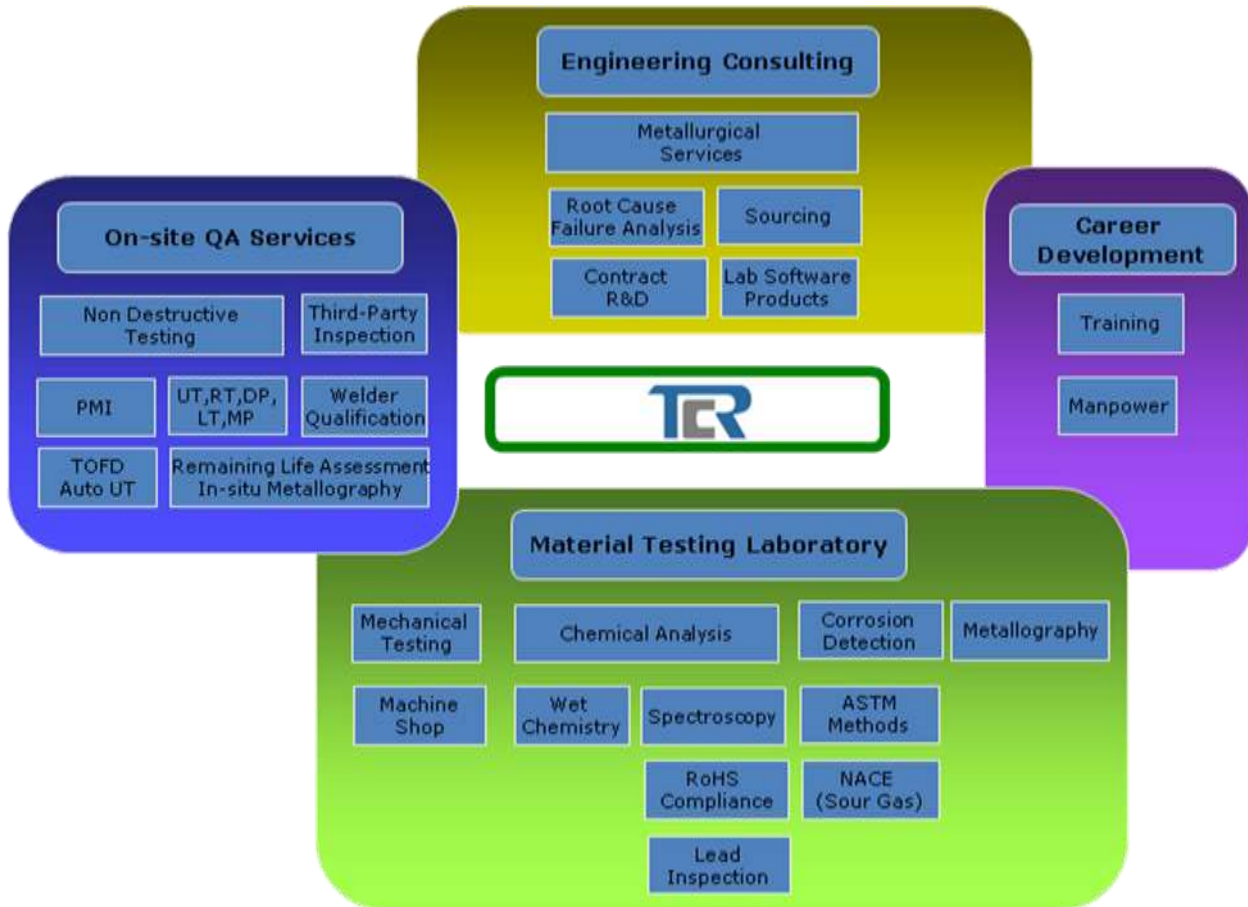 Engineering Consulting
Metallurgical
Services
Root Cause
Failure Analysis
Sourcing
Contract
R&D
Lab Software
Products
On-site QA Services
Non Destructive
Testing
Third-Party
Inspection
PMI
UT,RT,DP,
LT,MP
Welder
Qualification
TOFD
Auto UT
Remaining Life Assessment
In-situ Metallography
TCR
Career
Development
Training
Manpower
Material Testing Laboratory
Mechanical
Testing
Chemical Analysis
Corrosion
Detection
Metallography
Machine
Shop
Wet
Chemistry
Spectroscopy
ASTM
Methods
RoHS
Compliance
NACE
(Sour Gas)
Lead
Inspection